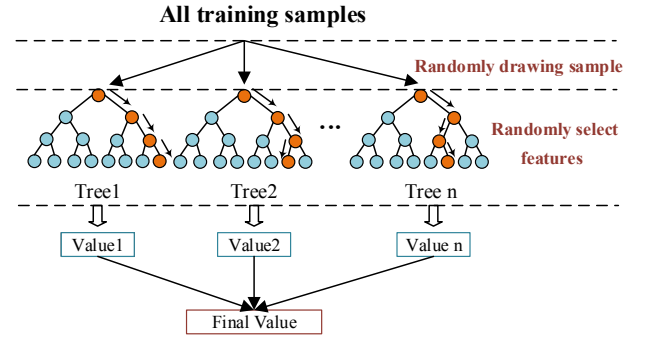 All training samples
Randomly drawing sample
Randomly select
features
...
Tree1 Tree2 Tree n
Value1 Value2 Value n
Final Value